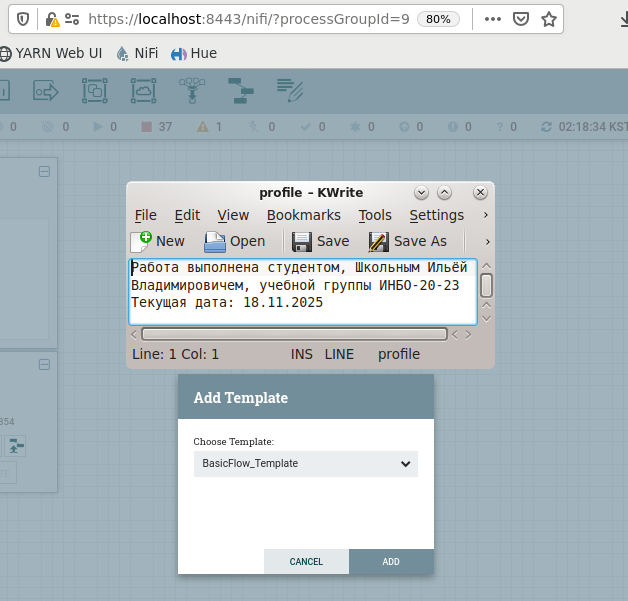 https://localhost:8443/nifi/?processGroupId=9 80%
YARN Web UI NiFi Hue
0 0 0 37 1 0 0 0 0 0 0 02:18:34 KST
profile – KWrite
File Edit View Bookmarks Tools Settings
New Open Save Save As
Работа выполнена студентом, Школьным Ильёй
Владимировичем, учебной группы ИНБО-20-23
Текущая дата: 18.11.2025
Line: 1 Col: 1 INS LINE profile
Add Template
354
Choose Template:
BasicFlow_Template
CANCEL ADD